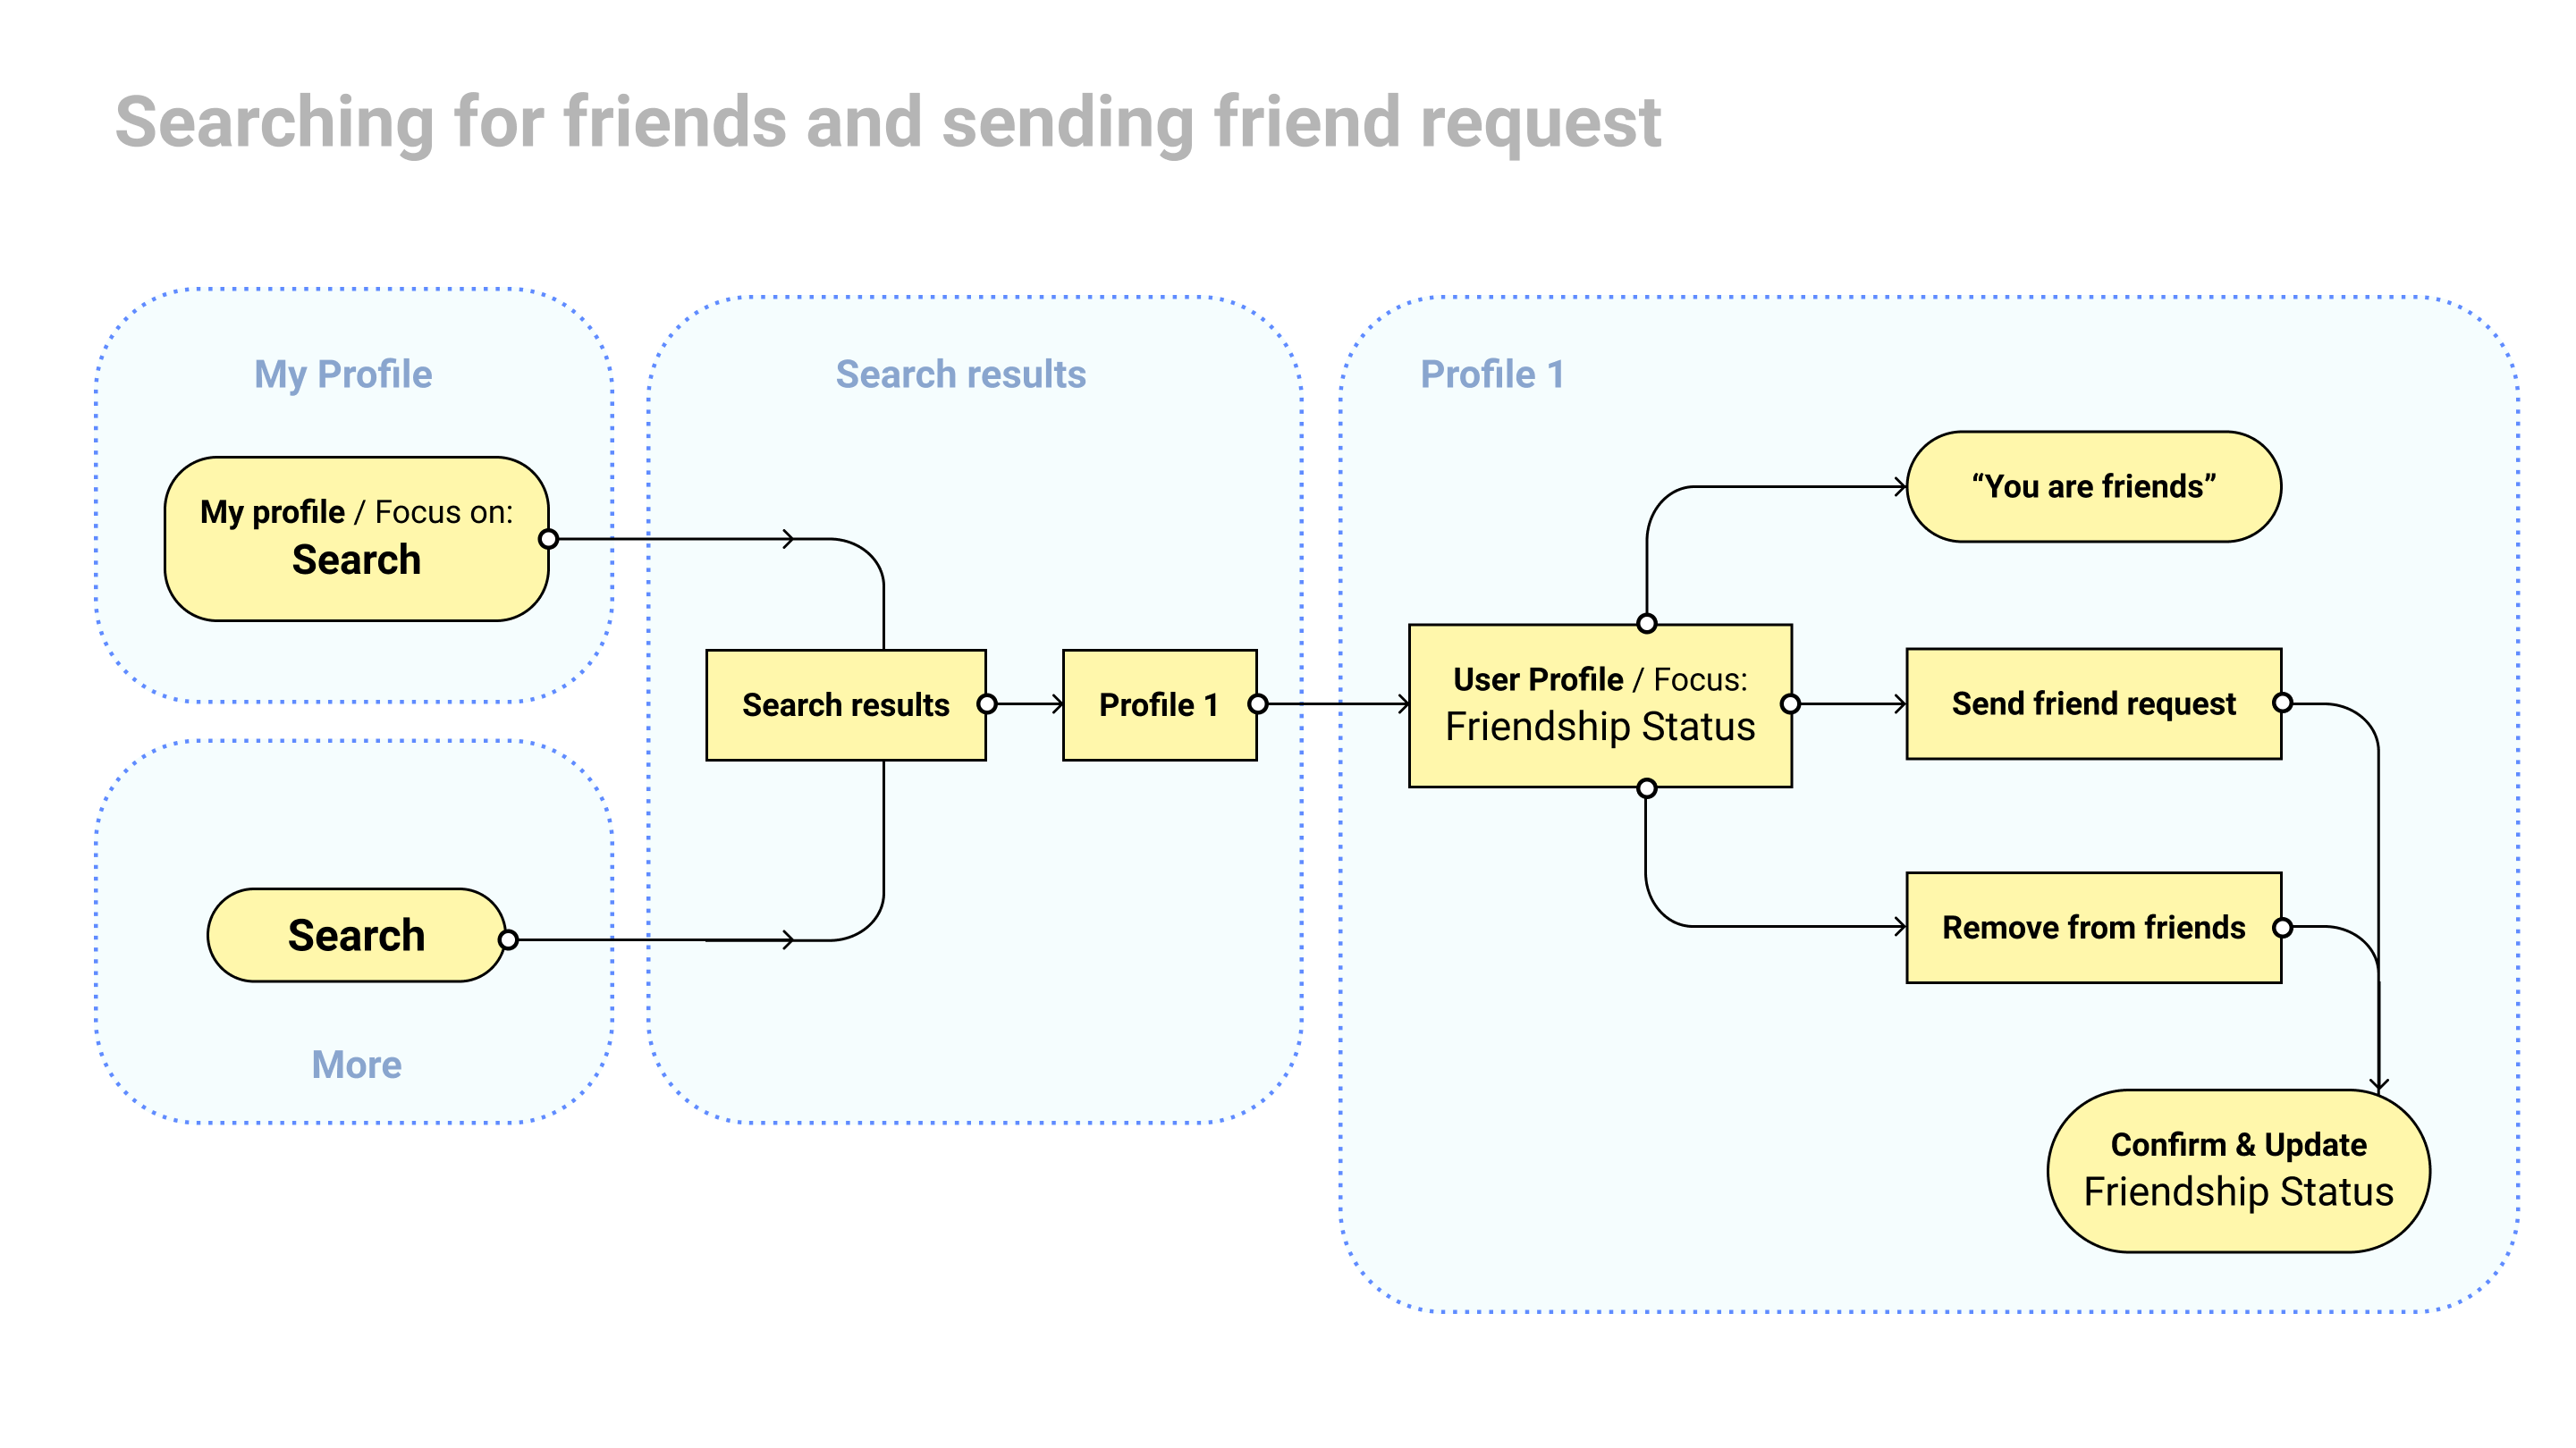 Searching for friends and sending friend request
My Profile
My profile / Focus on:
Search
Search
More
Search results
Search results
Profile 1
Profile 1
User Profile / Focus:
Friendship Status
“You are friends”
Send friend request
Remove from friends
Confirm & Update
Friendship Status